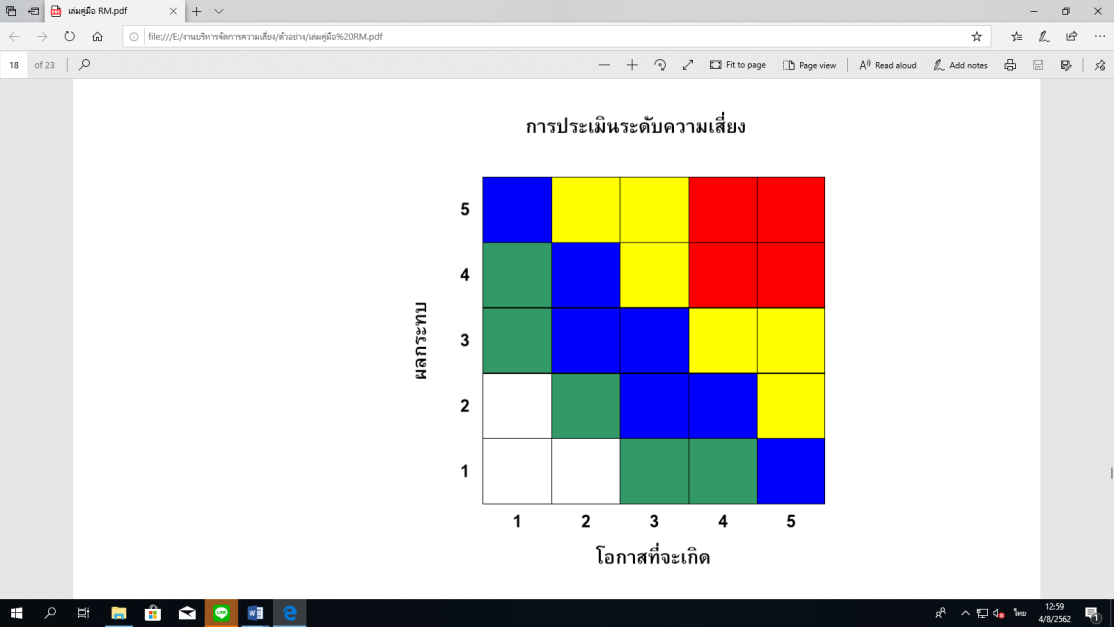 เล่มคู่มือ RM.pdf
file:///E:/งานบริหารจัดการความเสี่ยง/ตัวอย่าง/เล่มคู่มือ%20RM.pdf
18 of 23
Fit to page
Page view
Read aloud
Add notes
การประเมินระดับความเสี่ยง
5
4
ผลกระทบ
3
2
1
1 2 3 4 5
โอกาสที่จะเกิด
LINE
ไทย
12:59
4/8/2562
1